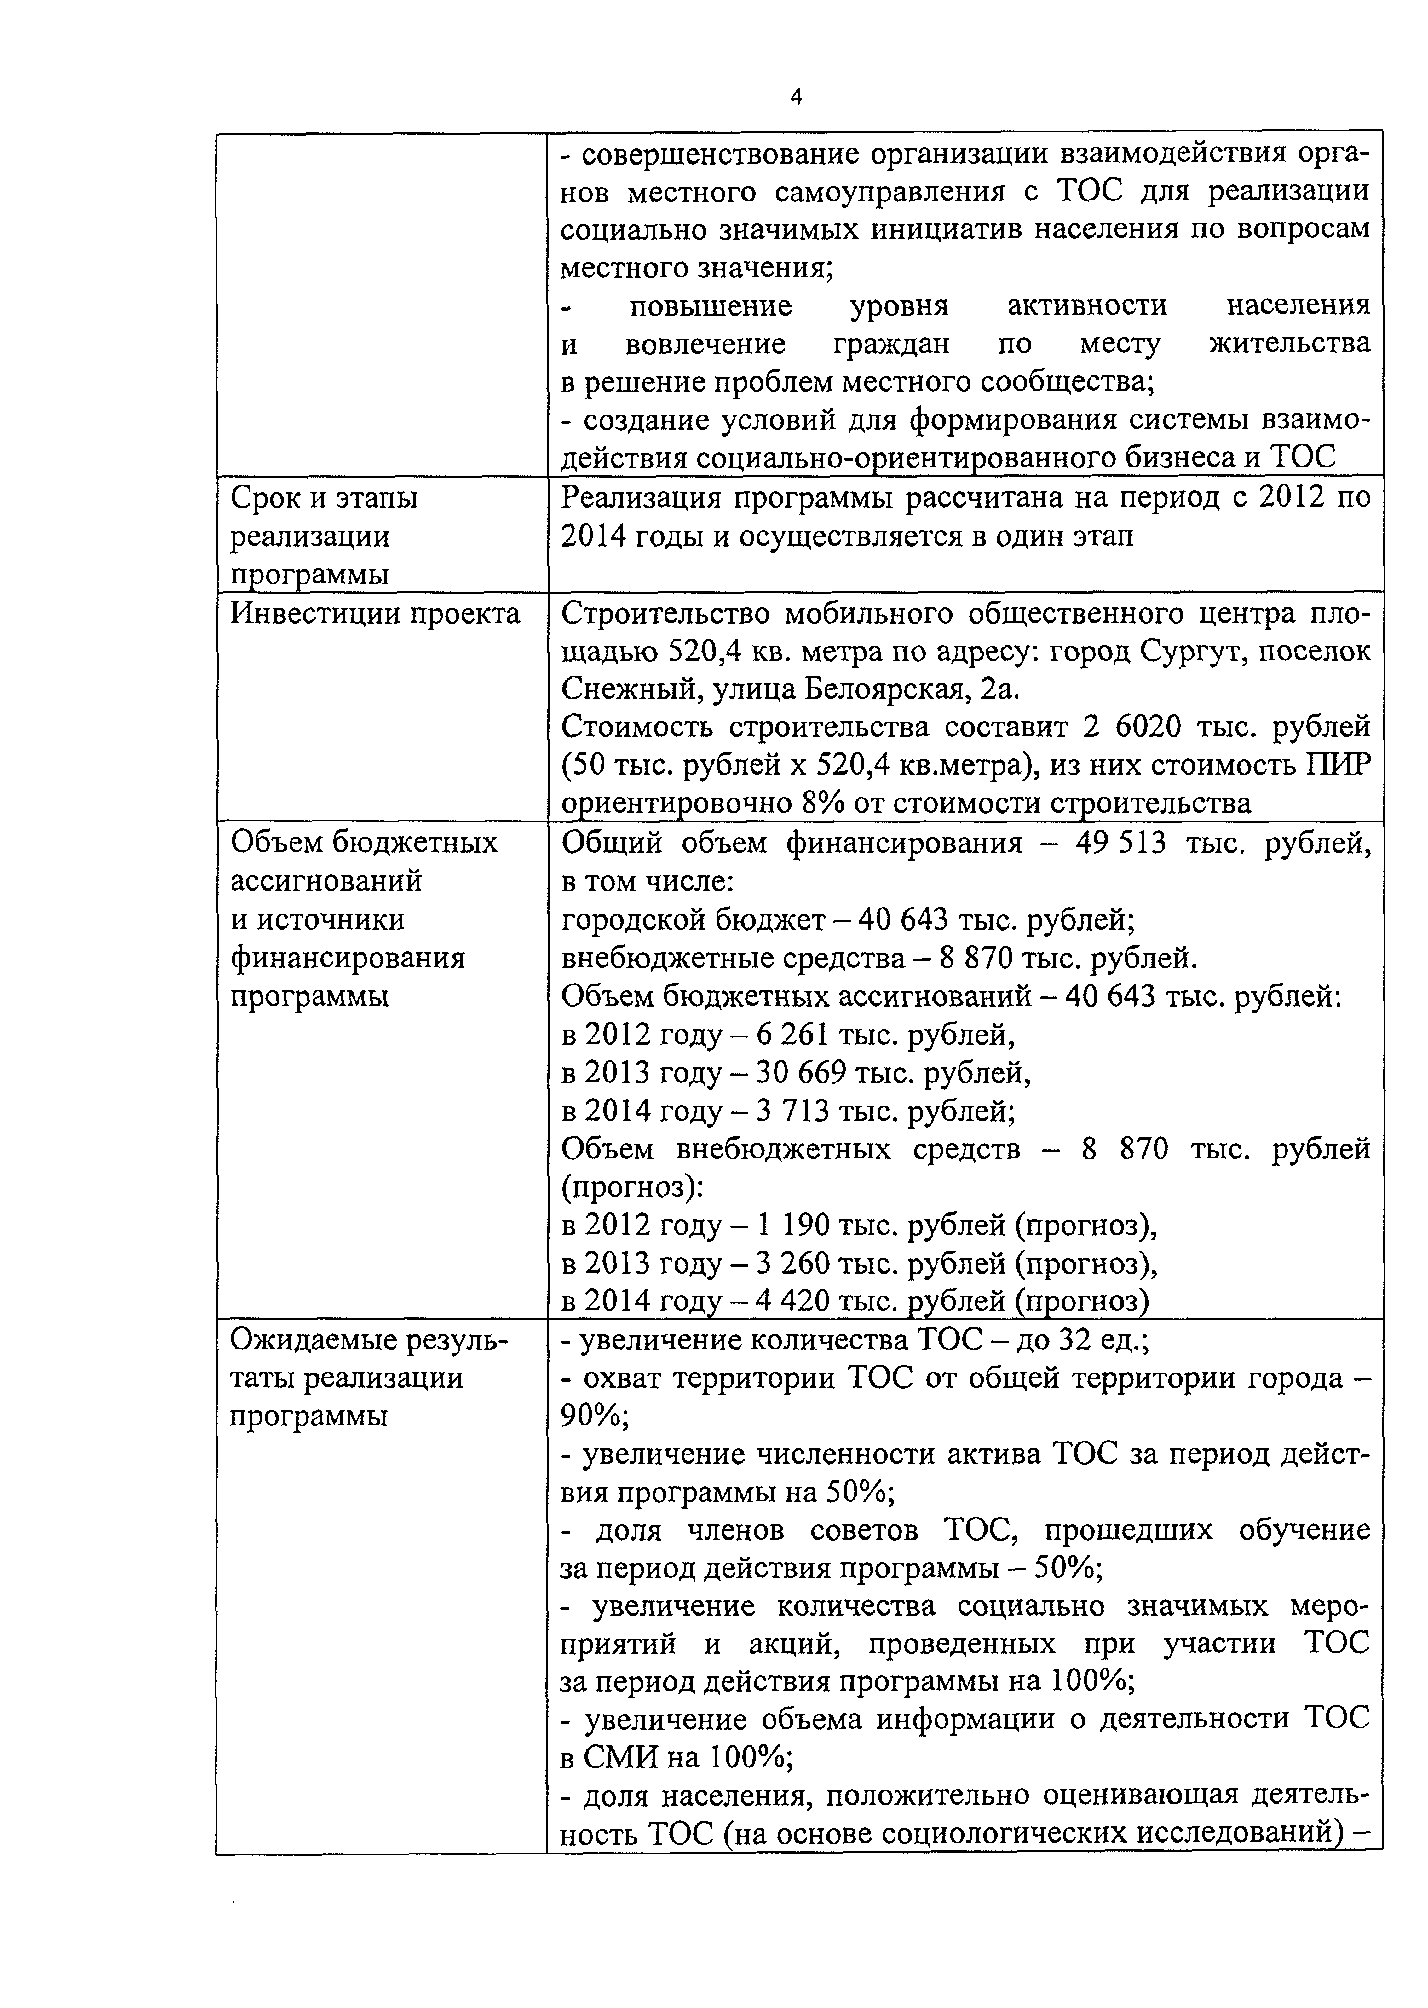 4
- совершенствование организации взаимодействия орга-
нов местного самоуправления с ТОС для реализации
социально значимых инициатив населения по вопросам
местного значения;
- повышение уровня активности населения
и вовлечение граждан по месту жительства
в решение проблем местного сообщества;
- создание условий для формирования системы взаимо-
действия социально-ориентированного бизнеса и ТОС
Срок и этапы
реализации
программы
Реализация программы рассчитана на период с 2012 по
2014 годы и осуществляется в один этап
Инвестиции проекта
Строительство мобильного общественного центра пло-
щадью 520,4 кв. метра по адресу: город Сургут, поселок
Снежный, улица Белоярская, 2а.
Стоимость строительства составит 2 6020 тыс. рублей
(50 тыс. рублей х 520,4 кв.метра), из них стоимость ПИР
ориентировочно 8% от стоимости строительства
Объем бюджетных
ассигнований
и источники
финансирования
программы
Общий объем финансирования – 49 513 тыс. рублей,
в том числе:
городской бюджет – 40 643 тыс. рублей;
внебюджетные средства – 8 870 тыс. рублей.
Объем бюджетных ассигнований – 40 643 тыс. рублей:
в 2012 году – 6 261 тыс. рублей,
в 2013 году – 30 669 тыс. рублей,
в 2014 году – 3 713 тыс. рублей;
Объем внебюджетных средств – 8 870 тыс. рублей
(прогноз):
в 2012 году – 1 190 тыс. рублей (прогноз),
в 2013 году – 3 260 тыс. рублей (прогноз),
в 2014 году – 4 420 тыс. рублей (прогноз)
Ожидаемые резуль-
таты реализации
программы
- увеличение количества ТОС – до 32 ед.;
- охват территории ТОС от общей территории города –
90%;
- увеличение численности актива ТОС за период дейст-
вия программы на 50%;
- доля членов советов ТОС, прошедших обучение
за период действия программы – 50%;
- увеличение количества социально значимых меро-
приятий и акций, проведенных при участии ТОС
за период действия программы на 100%;
- увеличение объема информации о деятельности ТОС
в СМИ на 100%;
- доля населения, положительно оценивающая деятель-
ность ТОС (на основе социологических исследований) –